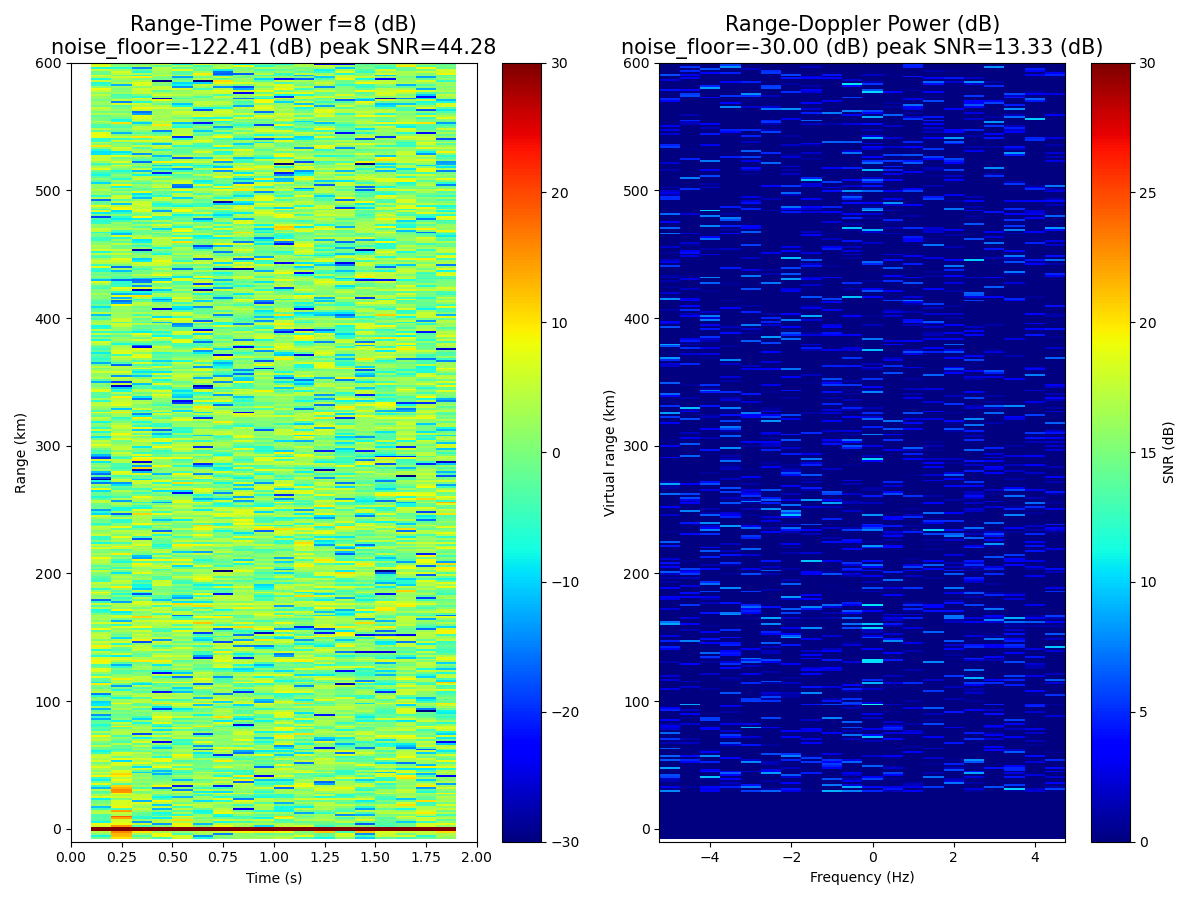 Range-Time Power f=8 (dB)
noise_floor=-122.41 (dB) peak SNR=44.28
600
500
400
300
200
100
0
Range (km)
0.00 0.25 0.50 0.75 1.00 1.25 1.50 1.75 2.00
Time (s)
30
20
10
0
−10
−20
−30
Range-Doppler Power (dB)
noise_floor=-30.00 (dB) peak SNR=13.33 (dB)
600
500
400
300
200
100
0
Virtual range (km)
−4 −2 0 2 4
Frequency (Hz)
30
25
20
15
10
5
0
SNR (dB)